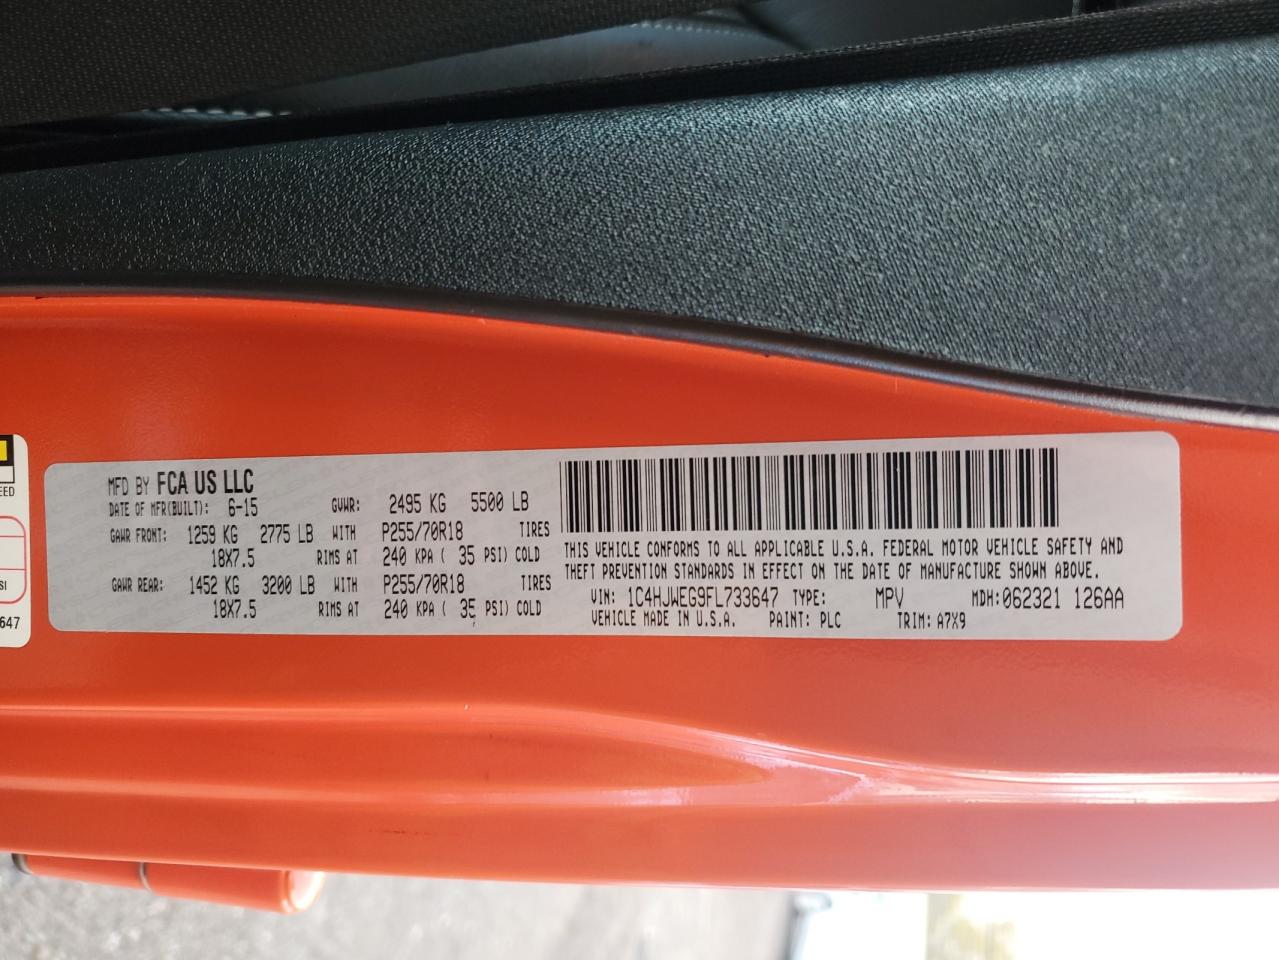 EED
SI
647
MFD BY FCA US LLC
DATE OF MFR(BUILT): 6-15 GVWR: 2495 KG 5500 LB
GAWR FRONT: 1259 KG 2775 LB WITH P255/70R18 TIRES
18X7.5 RIMS AT 240 KPA ( 35 PSI) COLD
GAWR REAR: 1452 KG 3200 LB WITH P255/70R18 TIRES
18X7.5 RIMS AT 240 KPA ( 35 PSI) COLD
THIS VEHICLE CONFORMS TO ALL APPLICABLE U.S.A. FEDERAL MOTOR VEHICLE SAFETY AND
THEFT PREVENTION STANDARDS IN EFFECT ON THE DATE OF MANUFACTURE SHOWN ABOVE.
VIN: 1C4HJWEG9FL733647 TYPE: MPV MDH:062321 126AA
VEHICLE MADE IN U.S.A. PAINT: PLC TRIM: A7X9